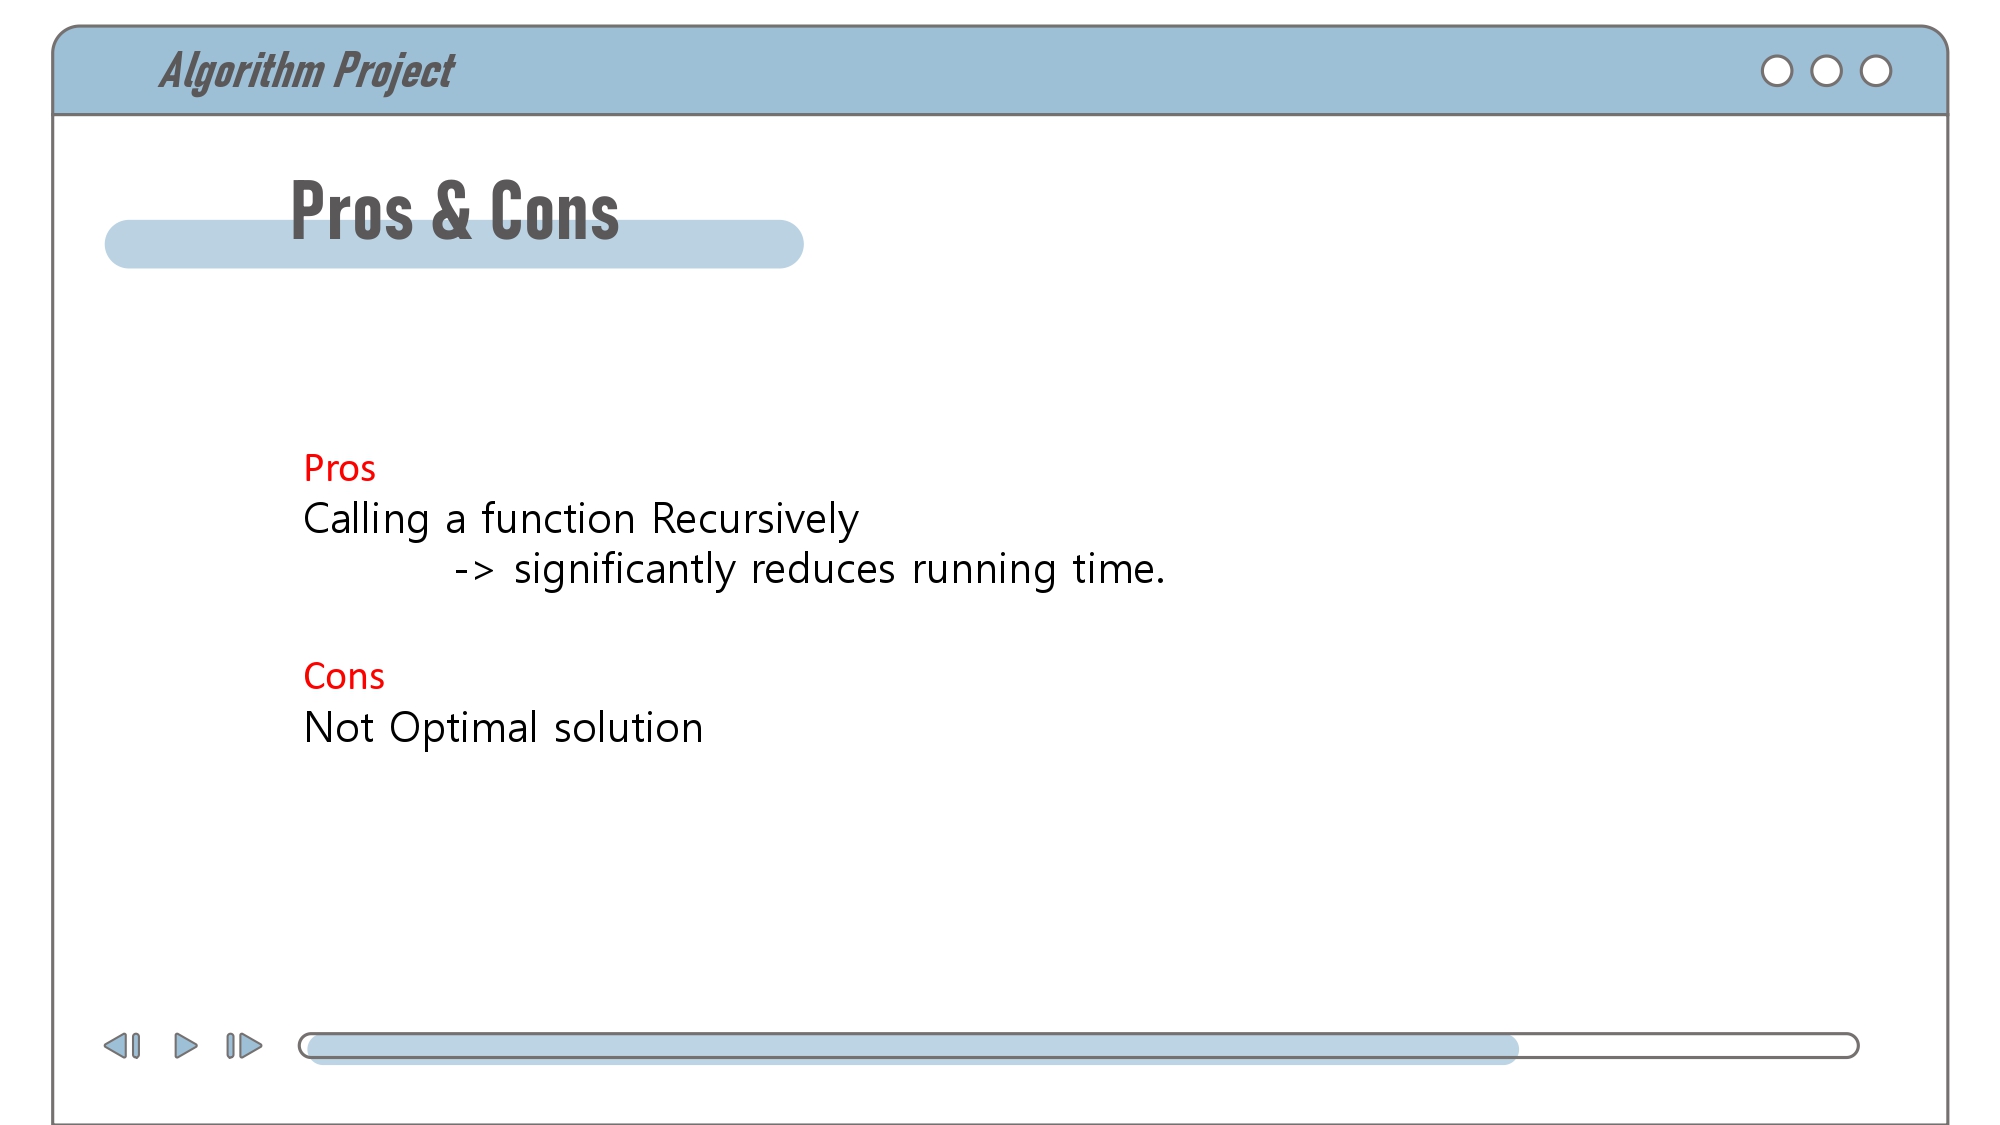 Algorithm Project
Pros & Cons
Pros
Calling a function Recursively
-> significantly reduces running time.
Cons
Not Optimal solution